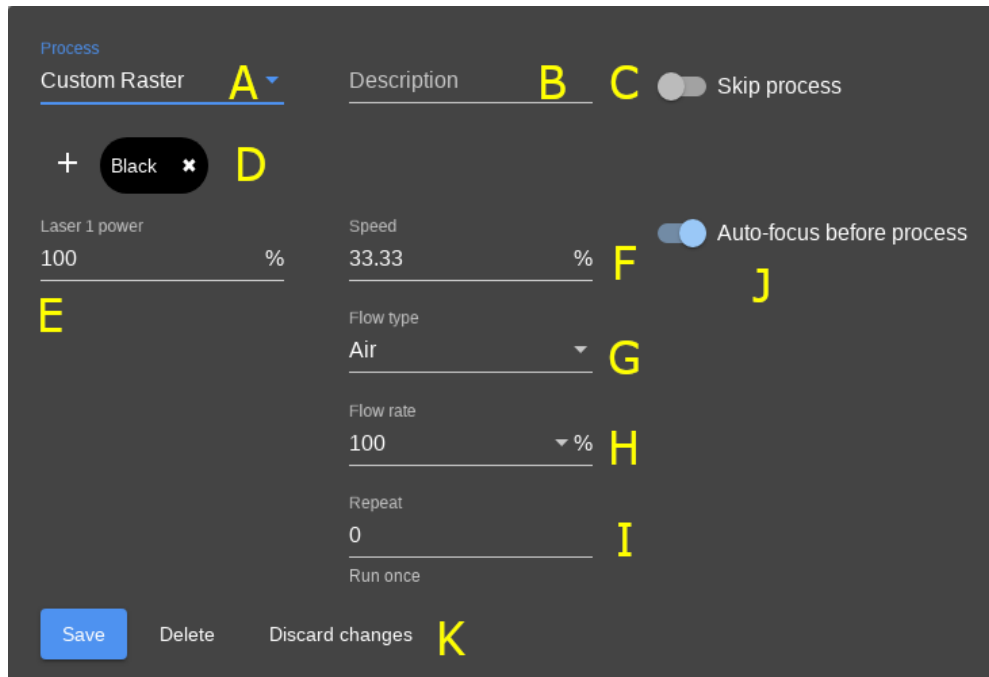 Process
Custom Raster A Description B C Skip process
+ Black ✖ D
Laser 1 power Speed Auto-focus before process
100 % 33.33 % F J
E Flow type
Air G
Flow rate
100 % H
Repeat
0 I
Run once
Save Delete Discard changes K